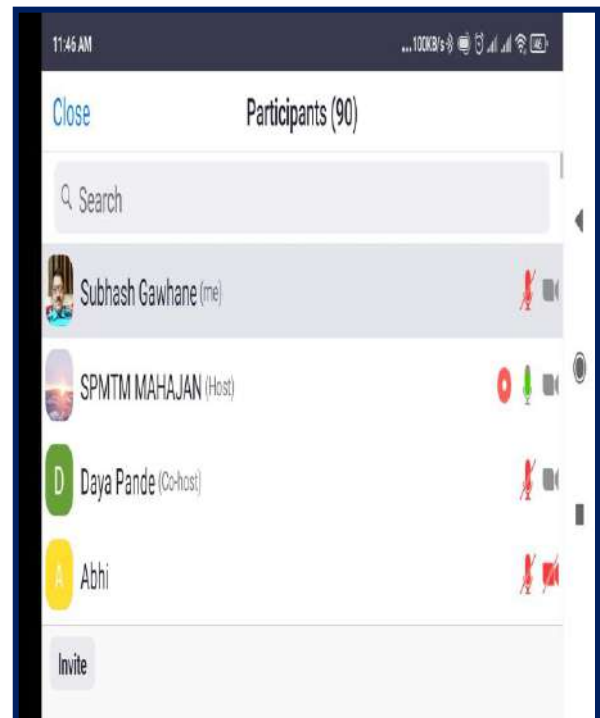 11:46 AM ...100KB/s 46
Close Participants (90)
Search
Subhash Gawhane (me)
SPMTM MAHAJAN (Host)
D Daya Pande (Co-host)
A Abhi
Invite